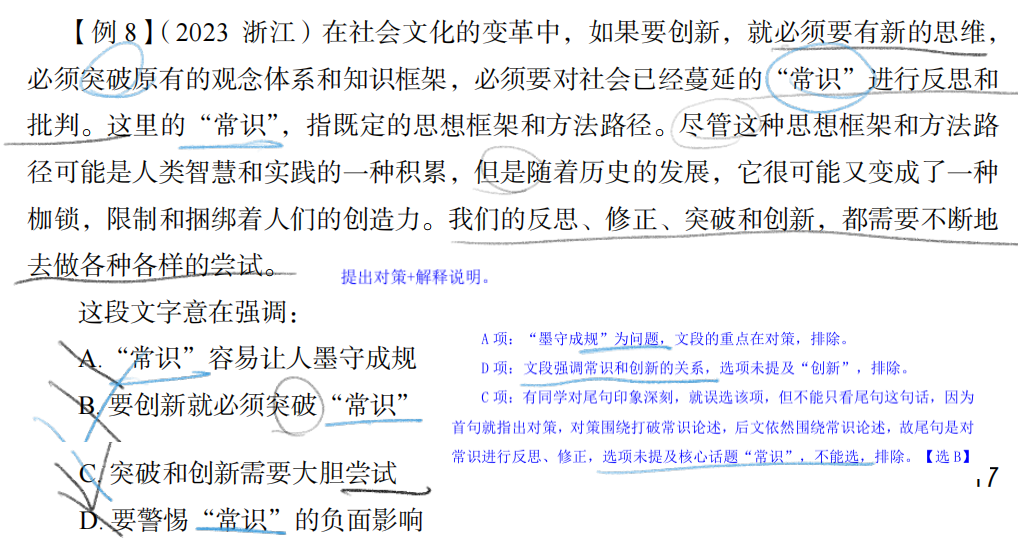 【例 8】（2023 浙江）在社会文化的变革中，如果要创新，就必须要有新的思维，
必须突破原有的观念体系和知识框架，必须要对社会已经蔓延的“常识”进行反思和
批判。这里的“常识”，指既定的思想框架和方法路径。尽管这种思想框架和方法路
径可能是人类智慧和实践的一种积累，但是随着历史的发展，它很可能又变成了一种
枷锁，限制和捆绑着人们的创造力。我们的反思、修正、突破和创新，都需要不断地
去做各种各样的尝试。
提出对策+解释说明。
这段文字意在强调：
A.“常识”容易让人墨守成规
B. 要创新就必须突破“常识”
C. 突破和创新需要大胆尝试
D. 要警惕“常识”的负面影响
A 项：“墨守成规”为问题，文段的重点在对策，排除。
D 项：文段强调常识和创新的关系，选项未提及“创新”，排除。
C 项：有同学对尾句印象深刻，就误选该项，但不能只看尾句这句话，因为
首句就指出对策，对策围绕打破常识论述，后文依然围绕常识论述，故尾句是对
常识进行反思、修正，选项未提及核心话题“常识”，不能选，排除。【选 B】
7